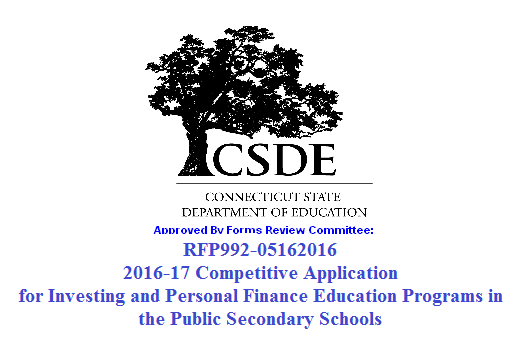 CSDE
CONNECTICUT STATE
DEPARTMENT OF EDUCATION
Approved By Forms Review Committee:
RFP992-05162016
2016-17 Competitive Application
for Investing and Personal Finance Education Programs in
the Public Secondary Schools